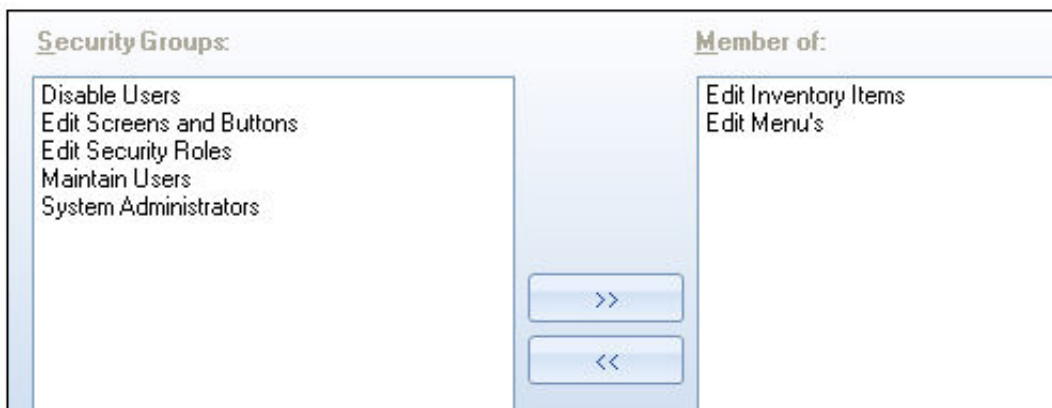 Security Groups:
Disable Users
Edit Screens and Buttons
Edit Security Roles
Maintain Users
System Administrators
>>
<<
Member of:
Edit Inventory Items
Edit Menu's